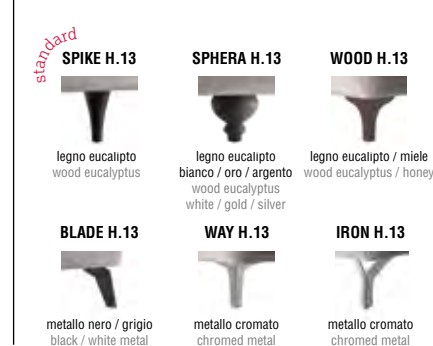 standard
SPIKE H.13
SPHERA H.13
WOOD H.13
legno eucalipto
wood eucalyptus
legno eucalipto
bianco / oro / argento
wood eucalyptus
white / gold / silver
legno eucalipto / miele
wood eucalyptus / honey
BLADE H.13
WAY H.13
IRON H.13
metallo nero / grigio
black / white metal
metallo cromato
chromed metal
metallo cromato
chromed metal